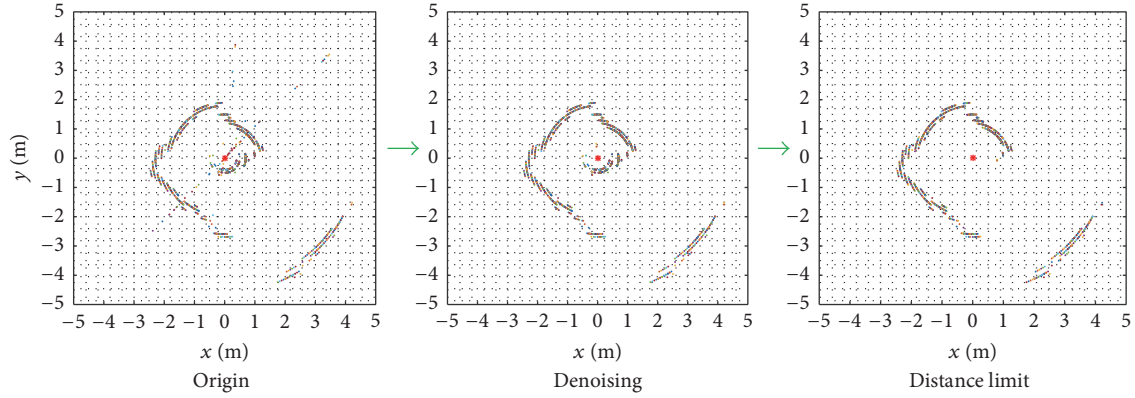 5 5 5
4 4 4
3 3 3
2 2 2
1 1 1
y (m) 0 0 0
−1 −1 −1
−2 −2 −2
−3 −3 −3
−4 −4 −4
−5 −5 −5
−5 −4 −3 −2 −1 0 1 2 3 4 5 −5 −4 −3 −2 −1 0 1 2 3 4 5 −5 −4 −3 −2 −1 0 1 2 3 4 5
x (m) x (m) x (m)
Origin Denoising Distance limit